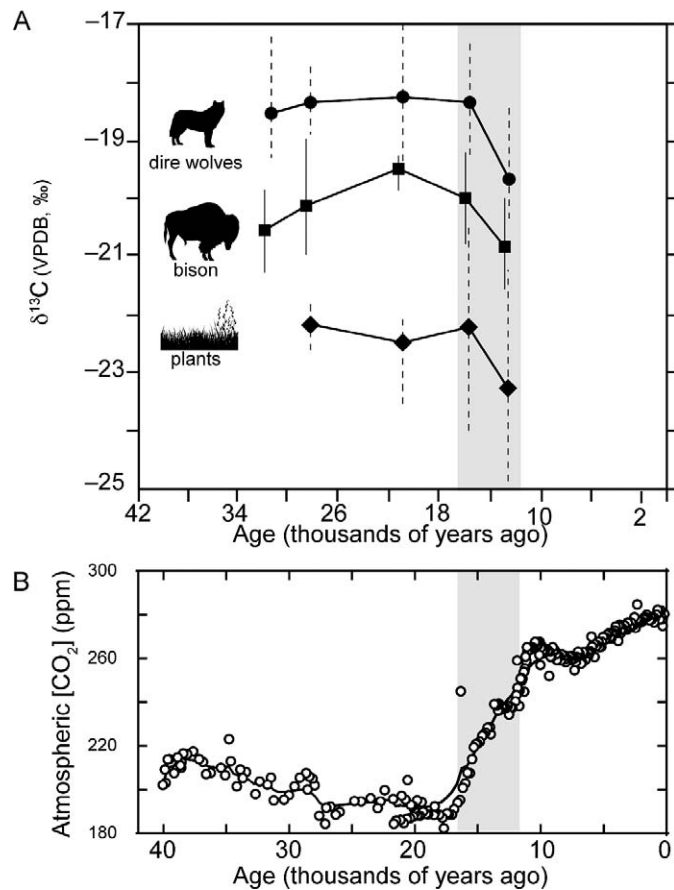 A
–17
–19
–21
–23
–25
δ¹³C (VPDB, ‰)
dire wolves
bison
plants
42 34 26 18 10 2
Age (thousands of years ago)
B
300
260
220
180
Atmospheric [CO₂] (ppm)
40 30 20 10 0
Age (thousands of years ago)